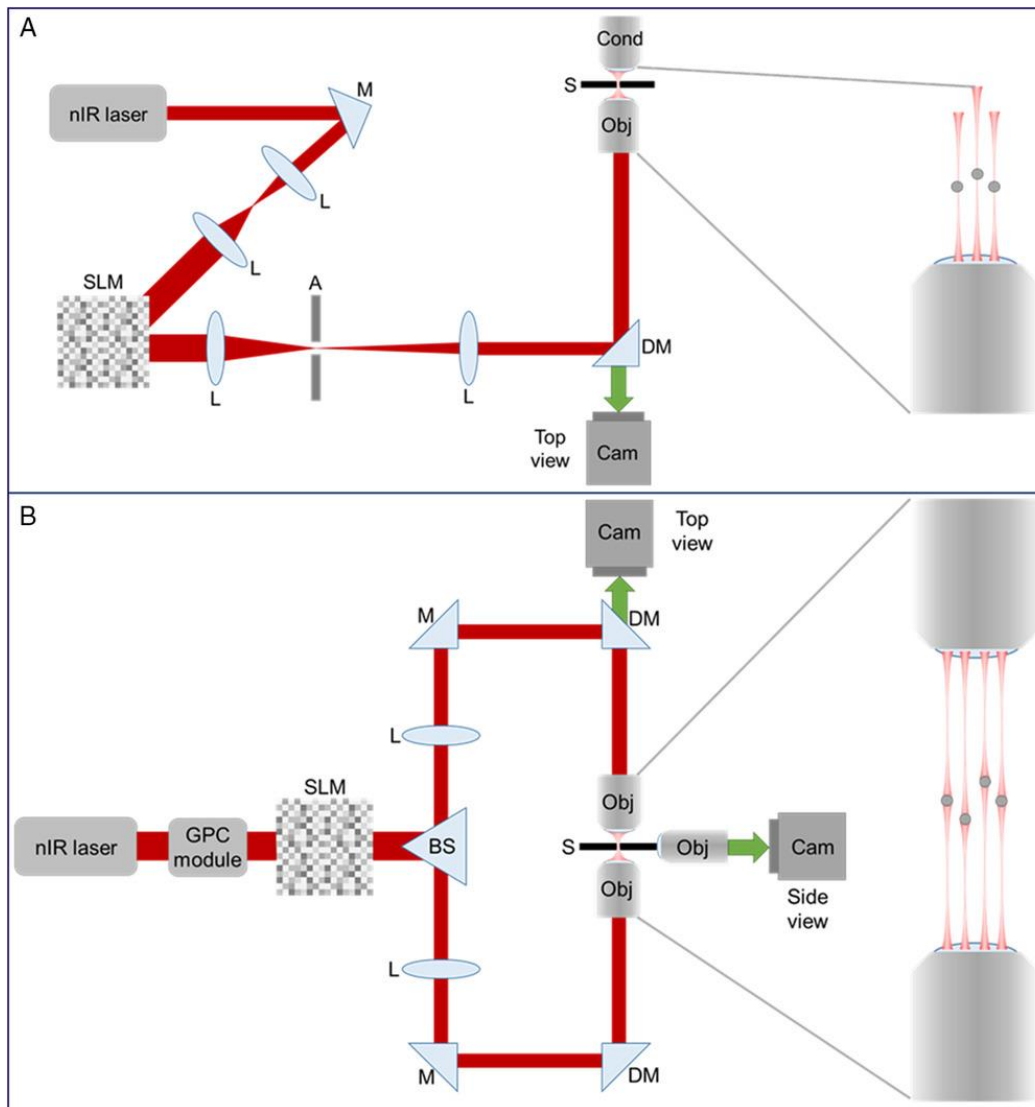 A
Cond
nIR laser
M
S
Obj
L
L
SLM
A
L
L
DM
Top
view
Cam
B
Cam
Top
view
M
DM
L
SLM
Obj
nIR laser
GPC
module
BS
S
Obj
Cam
Obj
Side
view
L
M
DM